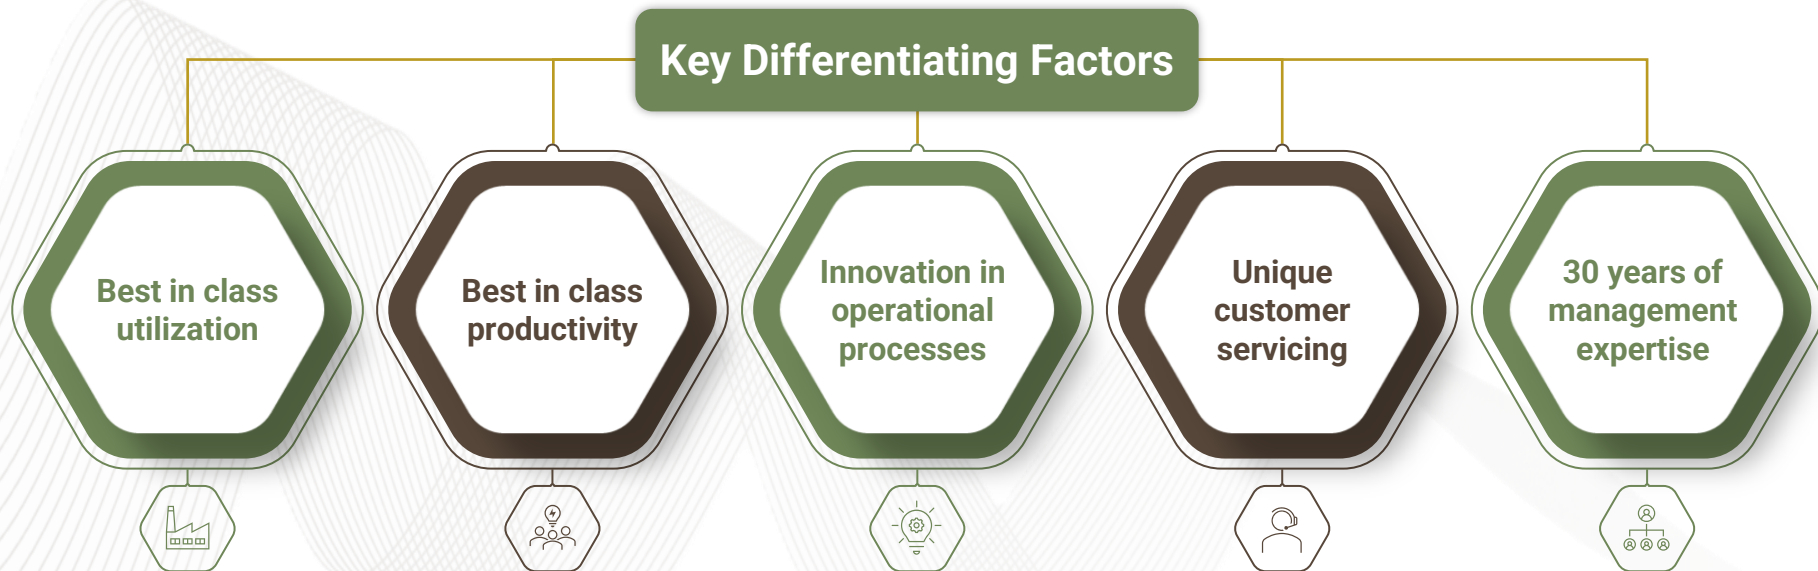 Key Differentiating Factors
Best in class
utilization
Best in class
productivity
Innovation in
operational
processes
Unique
customer
servicing
30 years of
management
expertise